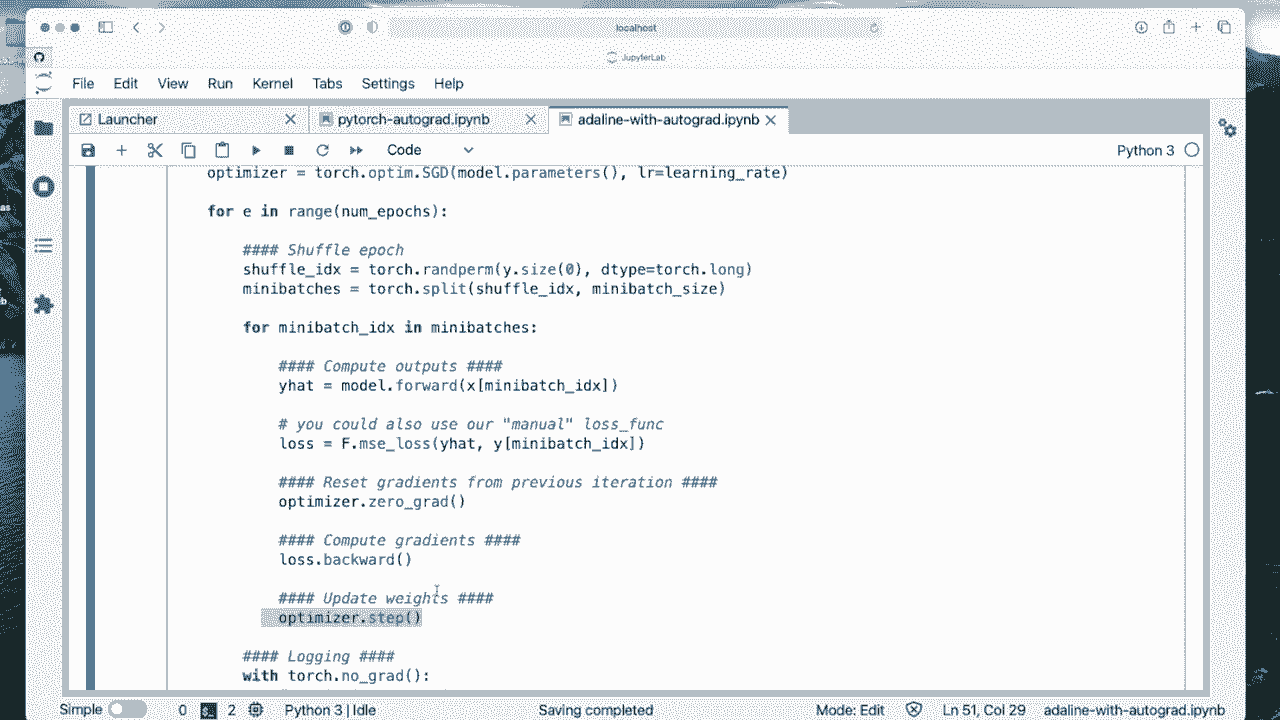 localhost
JupyterLab
File Edit View Run Kernel Tabs Settings Help
Launcher pytorch-autograd.ipynb adaline-with-autograd.ipynb
Code Python 3
optimizer = torch.optim.SGD(model.parameters(), lr=learning_rate)
for e in range(num_epochs):
#### Shuffle epoch
shuffle_idx = torch.randperm(y.size(0), dtype=torch.long)
minibatches = torch.split(shuffle_idx, minibatch_size)
for minibatch_idx in minibatches:
#### Compute outputs ####
yhat = model.forward(x[minibatch_idx])
# you could also use our "manual" loss_func
loss = F.mse_loss(yhat, y[minibatch_idx])
#### Reset gradients from previous iteration ####
optimizer.zero_grad()
#### Compute gradients ####
loss.backward()
#### Update weights ####
optimizer.step()
#### Logging ####
with torch.no_grad():
Simple 0 2 Python 3 | Idle Saving completed Mode: Edit Ln 51, Col 29 adaline-with-autograd.ipynb